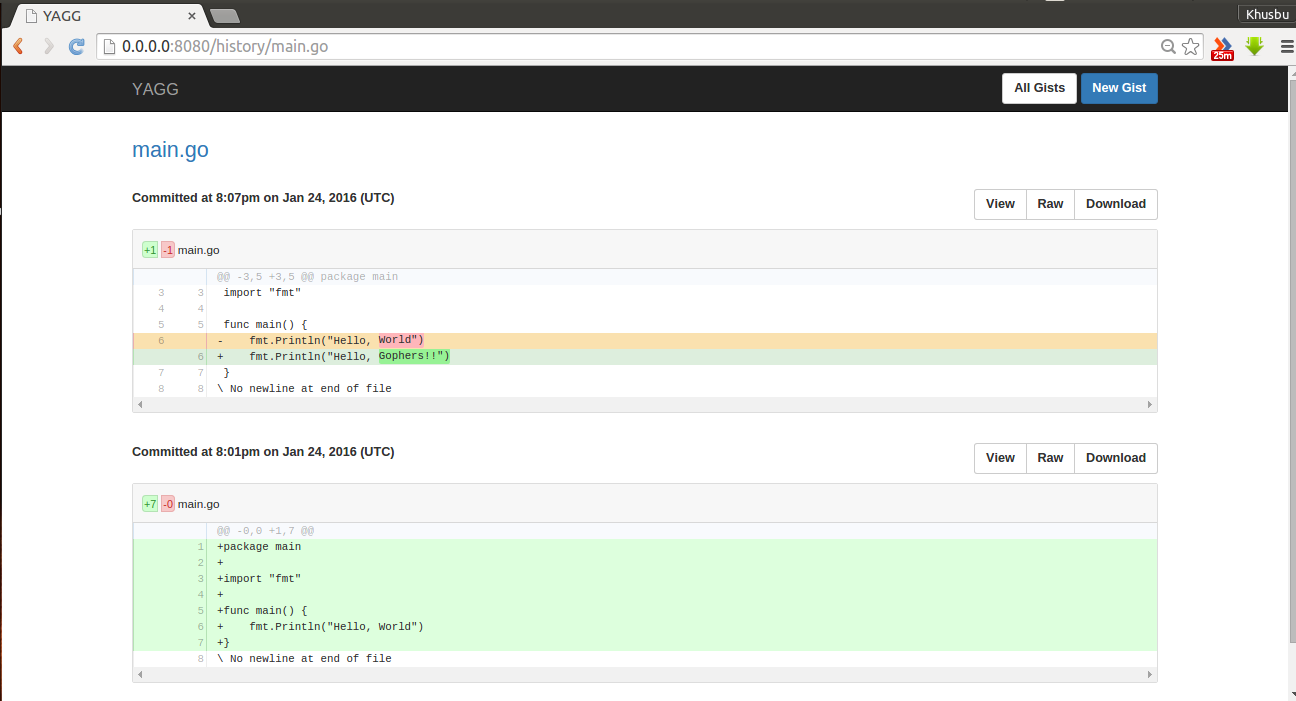 YAGG
Khusbu
0.0.0.0:8080/history/main.go
25m
YAGG All Gists New Gist
main.go
Committed at 8:07pm on Jan 24, 2016 (UTC) View Raw Download
+1 -1 main.go
@@ -3,5 +3,5 @@ package main
3 3 import "fmt"
4 4
5 5 func main() {
6 - fmt.Println("Hello, World")
6 + fmt.Println("Hello, Gophers!!")
7 7 }
8 8 \ No newline at end of file
Committed at 8:01pm on Jan 24, 2016 (UTC) View Raw Download
+7 -0 main.go
@@ -0,0 +1,7 @@
1 +package main
2 +
3 +import "fmt"
4 +
5 +func main() {
6 + fmt.Println("Hello, World")
7 +}
8 \ No newline at end of file